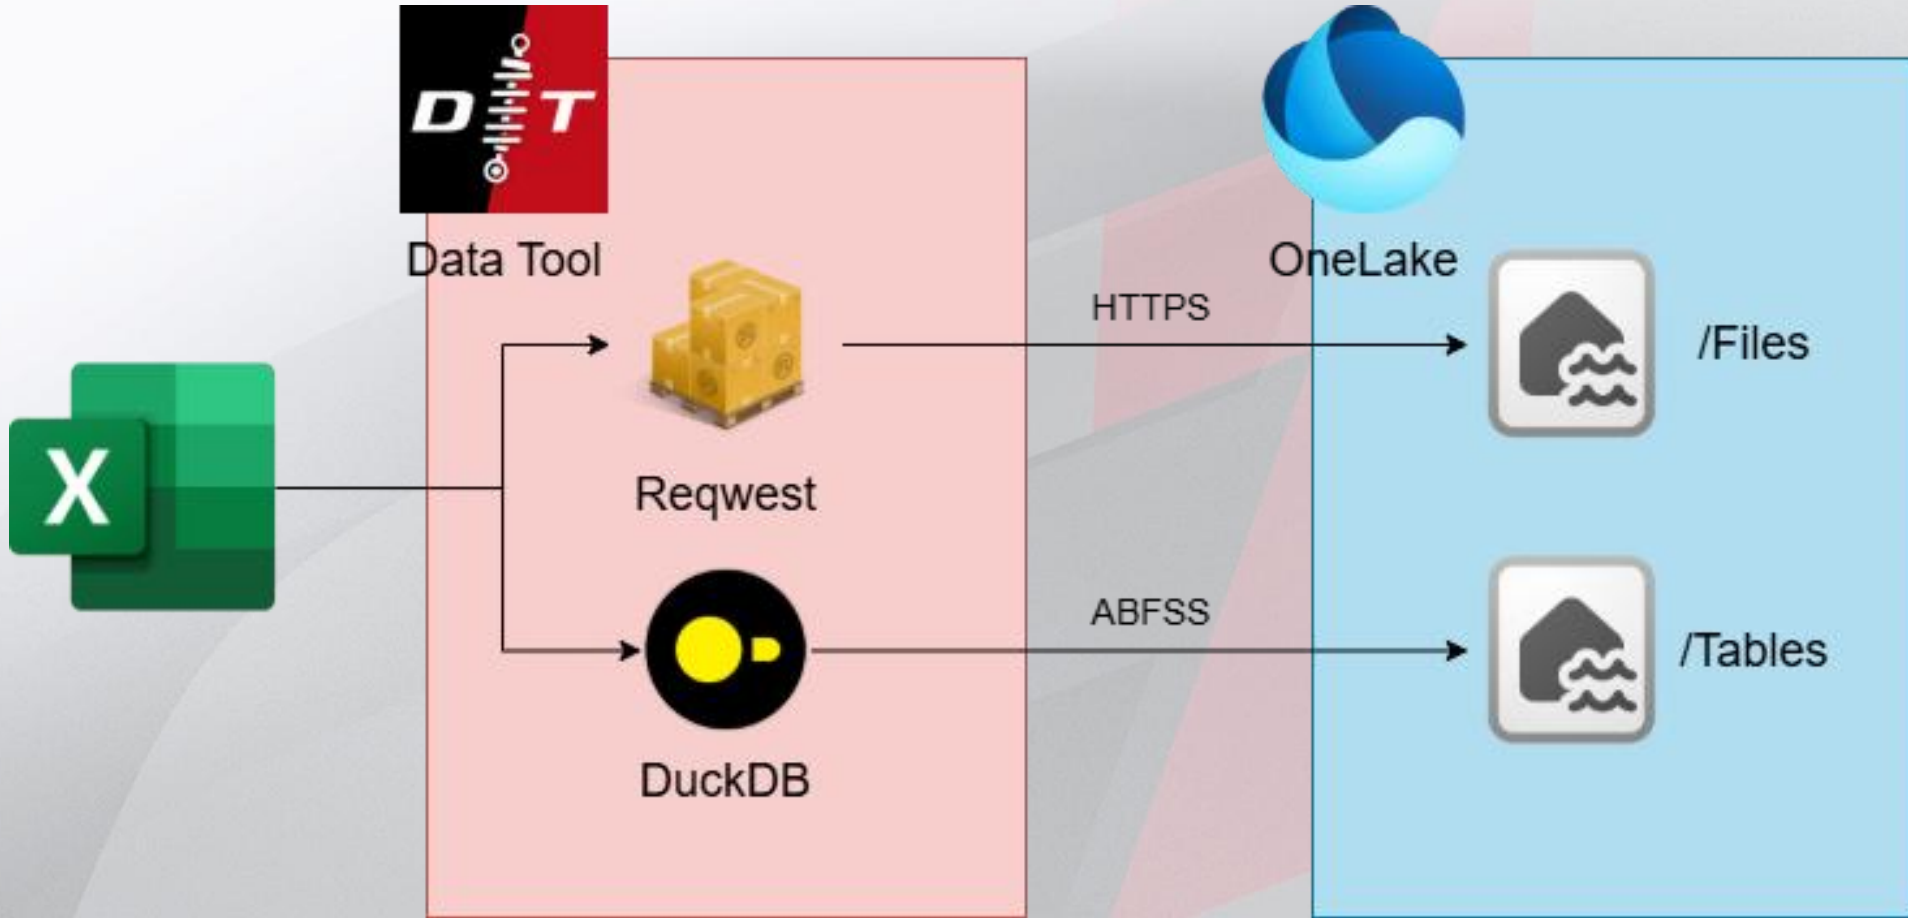 D T
Data Tool
OneLake
HTTPS
/Files
X
Reqwest
ABFSS
/Tables
DuckDB